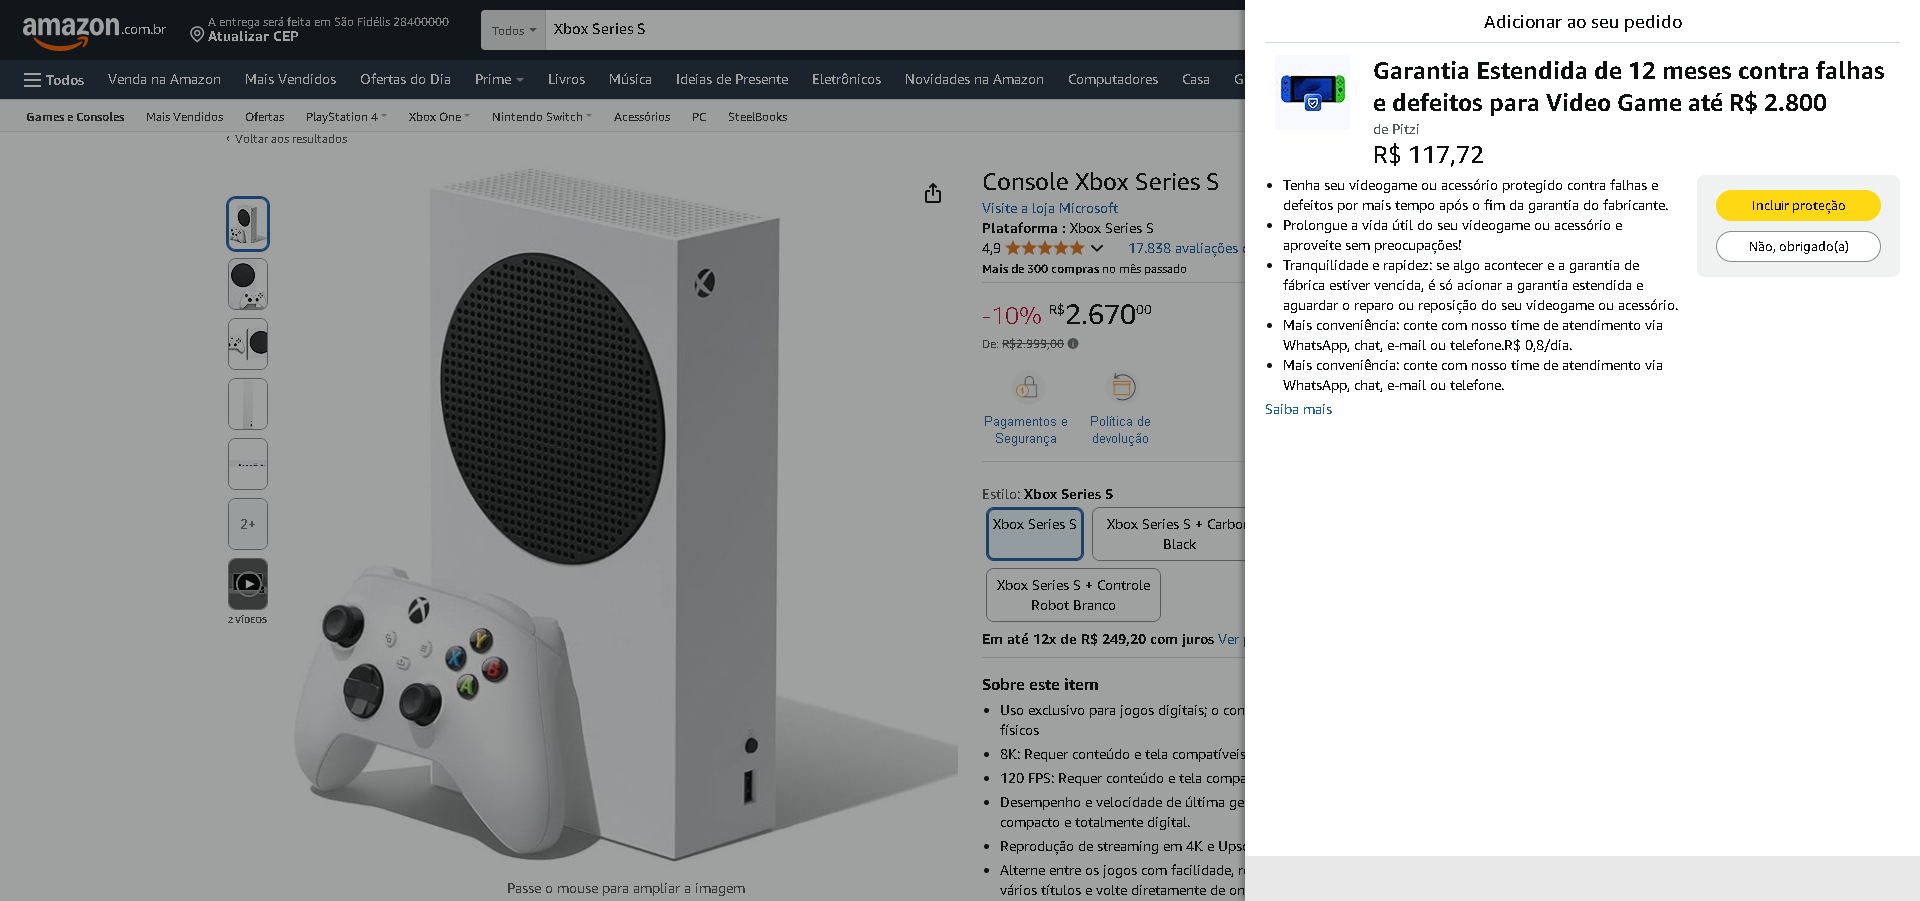 amazon.com.br
A entrega será feita em São Fidélis 28400000
Atualizar CEP
Todos
Xbox Series S
Todos
Venda na Amazon
Mais Vendidos
Ofertas do Dia
Prime
Livros
Música
Ideias de Presente
Eletrônicos
Novidades na Amazon
Computadores
Casa
G
Games e Consoles
Mais Vendidos
Ofertas
PlayStation 4
Xbox One
Nintendo Switch
Acessórios
PC
SteelBooks
‹ Voltar aos resultados
2+
2 VÍDEOS
Y
X
B
A
Passe o mouse para ampliar a imagem
Console Xbox Series S
Visite a loja Microsoft
Plataforma : Xbox Series S
4,9
17.838 avaliações
Mais de 300 compras no mês passado
-10% R$2.67000
De: R$2.999,00
Pagamentos e
Segurança
Política de
devolução
Estilo: Xbox Series S
Xbox Series S
Xbox Series S + Carbo
Black
Xbox Series S + Controle
Robot Branco
Em até 12x de R$ 249,20 com juros Ver
Sobre este item
• Uso exclusivo para jogos digitais; o con
físicos
• 8K: Requer conteúdo e tela compatíveis
• 120 FPS: Requer conteúdo e tela compa
• Desempenho e velocidade de última ge
compacto e totalmente digital.
• Reprodução de streaming em 4K e Upsc
• Alterne entre os jogos com facilidade, r
vários títulos e volte diretamente de on
Adicionar ao seu pedido
Garantia Estendida de 12 meses contra falhas
e defeitos para Video Game até R$ 2.800
de Pitzi
R$ 117,72
• Tenha seu videogame ou acessório protegido contra falhas e
defeitos por mais tempo após o fim da garantia do fabricante.
• Prolongue a vida útil do seu videogame ou acessório e
aproveite sem preocupações!
• Tranquilidade e rapidez: se algo acontecer e a garantia de
fábrica estiver vencida, é só acionar a garantia estendida e
aguardar o reparo ou reposição do seu videogame ou acessório.
• Mais conveniência: conte com nosso time de atendimento via
WhatsApp, chat, e-mail ou telefone.R$ 0,8/dia.
• Mais conveniência: conte com nosso time de atendimento via
WhatsApp, chat, e-mail ou telefone.
Saiba mais
Incluir proteção
Não, obrigado(a)